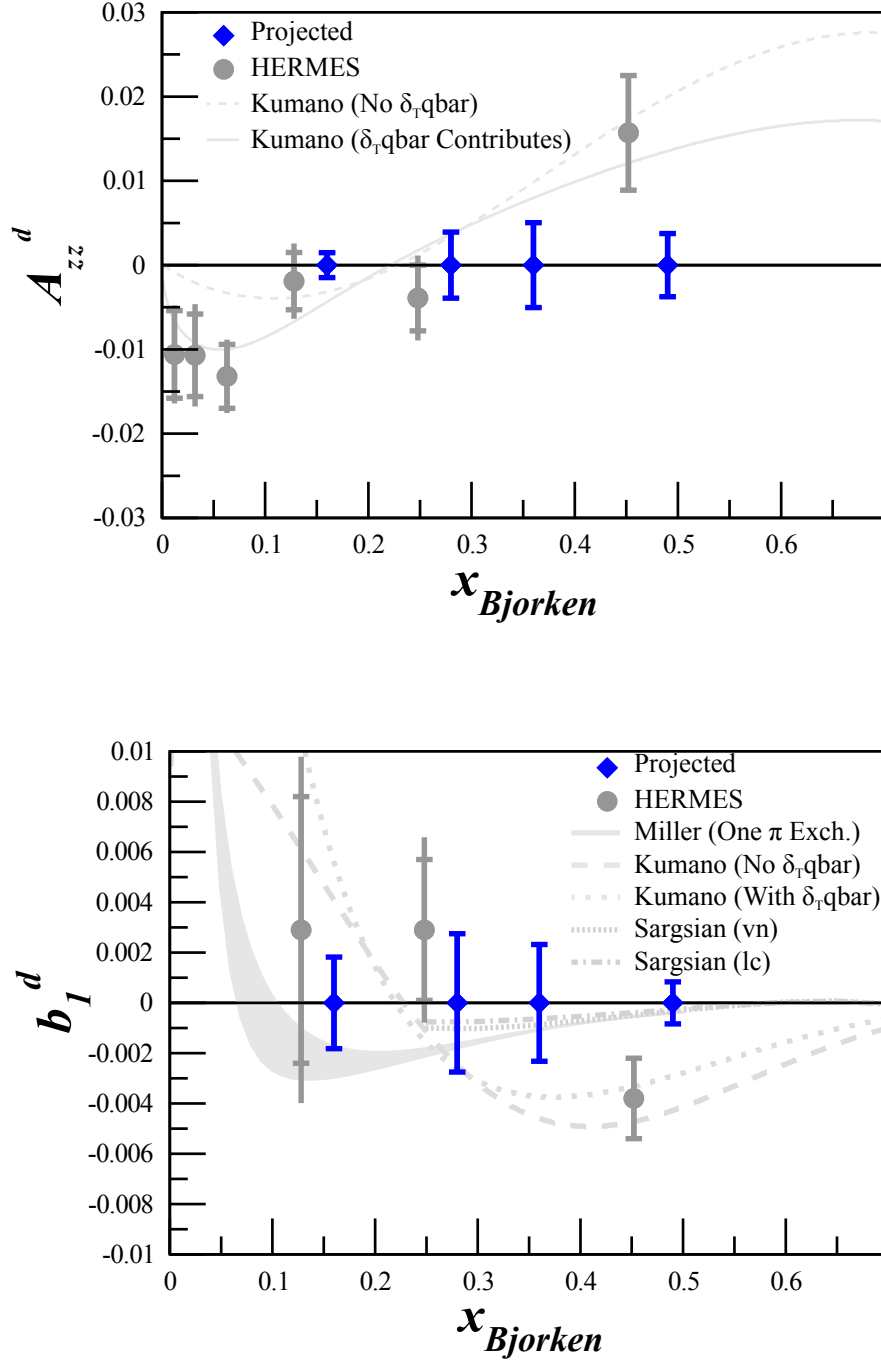 0.03
0.02
0.01
0
-0.01
-0.02
-0.03
Projected
HERMES
Kumano (No δTqbar)
Kumano (δTqbar Contributes)
Azz d
0 0.1 0.2 0.3 0.4 0.5 0.6
xBjorken
0.01
0.008
0.006
0.004
0.002
0
-0.002
-0.004
-0.006
-0.008
-0.01
Projected
HERMES
Miller (One π Exch.)
Kumano (No δTqbar)
Kumano (With δTqbar)
Sargsian (vn)
Sargsian (lc)
b1 d
0 0.1 0.2 0.3 0.4 0.5 0.6
xBjorken